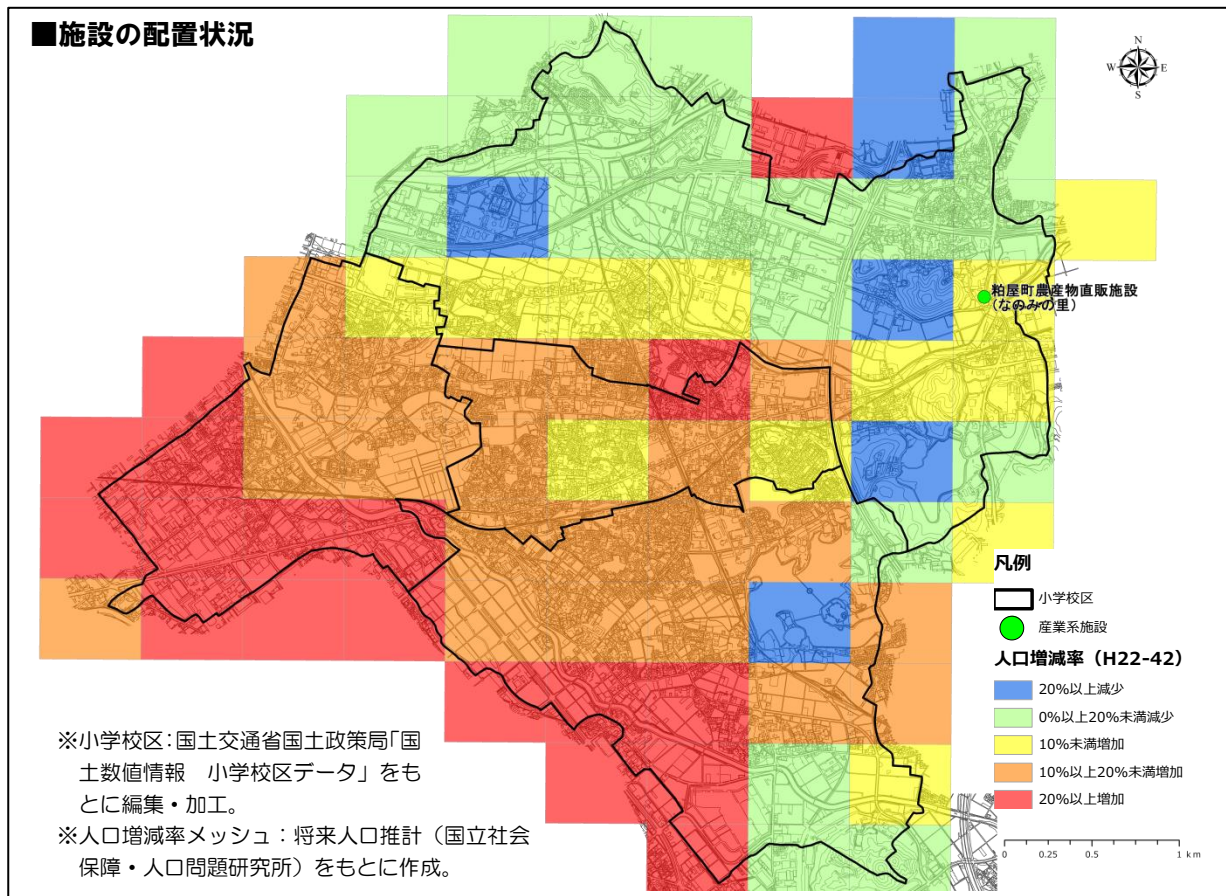 ■施設の配置状況
N
W
E
S
粕屋町農産物直販施設
(なのみの里)
凡例
小学校区
産業系施設
人口増減率（H22-42）
20%以上減少
0%以上20%未満減少
10%未満増加
10%以上20%未満増加
20%以上増加
0 0.25 0.5 1 km
※小学校区：国土交通省国土政策局「国
土数値情報　小学校区データ」をも
とに編集・加工。
※人口増減率メッシュ：将来人口推計（国立社会
保障・人口問題研究所）をもとに作成。